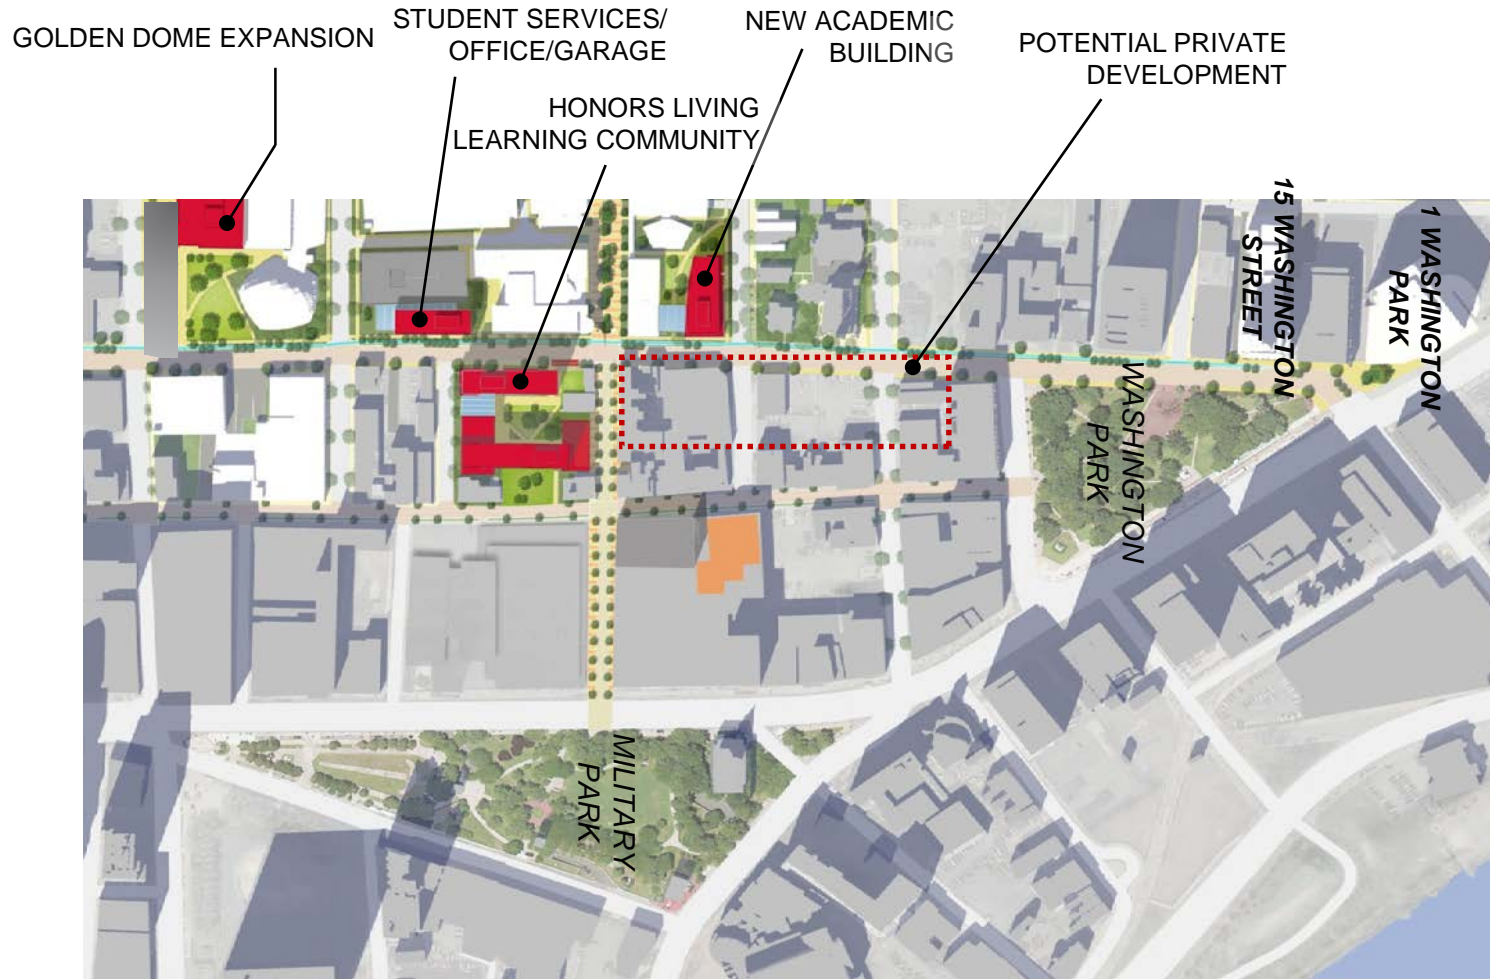 GOLDEN DOME EXPANSION
STUDENT SERVICES/
OFFICE/GARAGE
NEW ACADEMIC
BUILDING
POTENTIAL PRIVATE
DEVELOPMENT
HONORS LIVING
LEARNING COMMUNITY
15 WASHINGTON
STREET
1 WASHINGTON
PARK
WASHINGTON
PARK
MILITARY
PARK